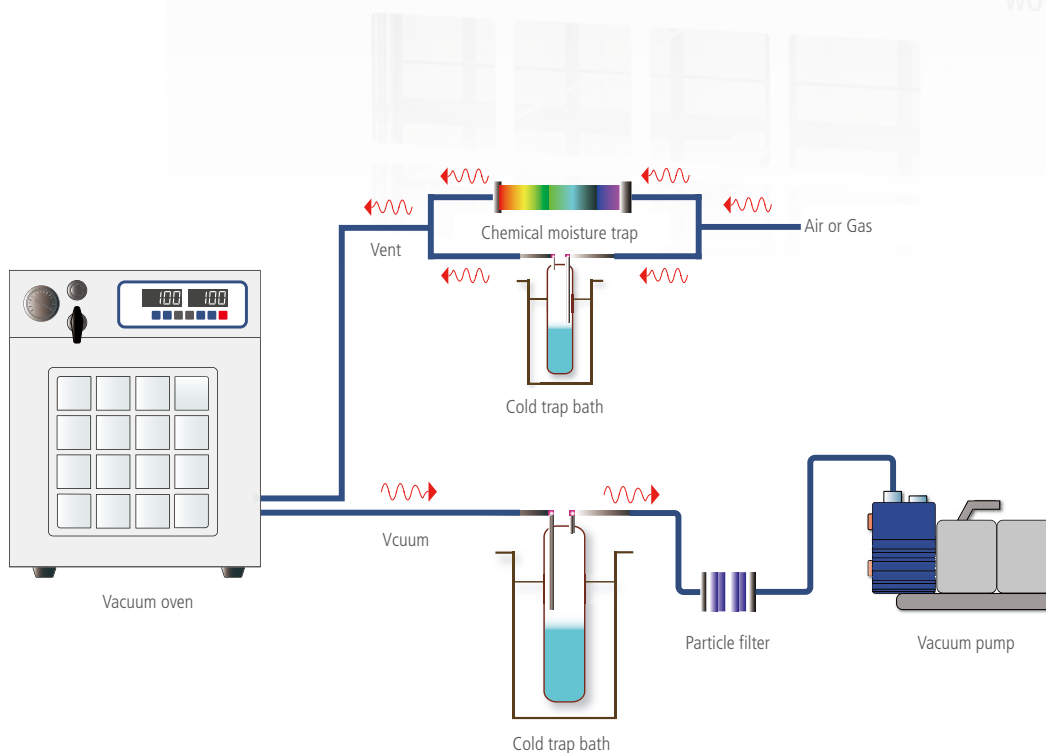 WO
Air or Gas
Chemical moisture trap
Vent
100 100
Cold trap bath
Vcuum
Vacuum oven
Particle filter
Vacuum pump
Cold trap bath